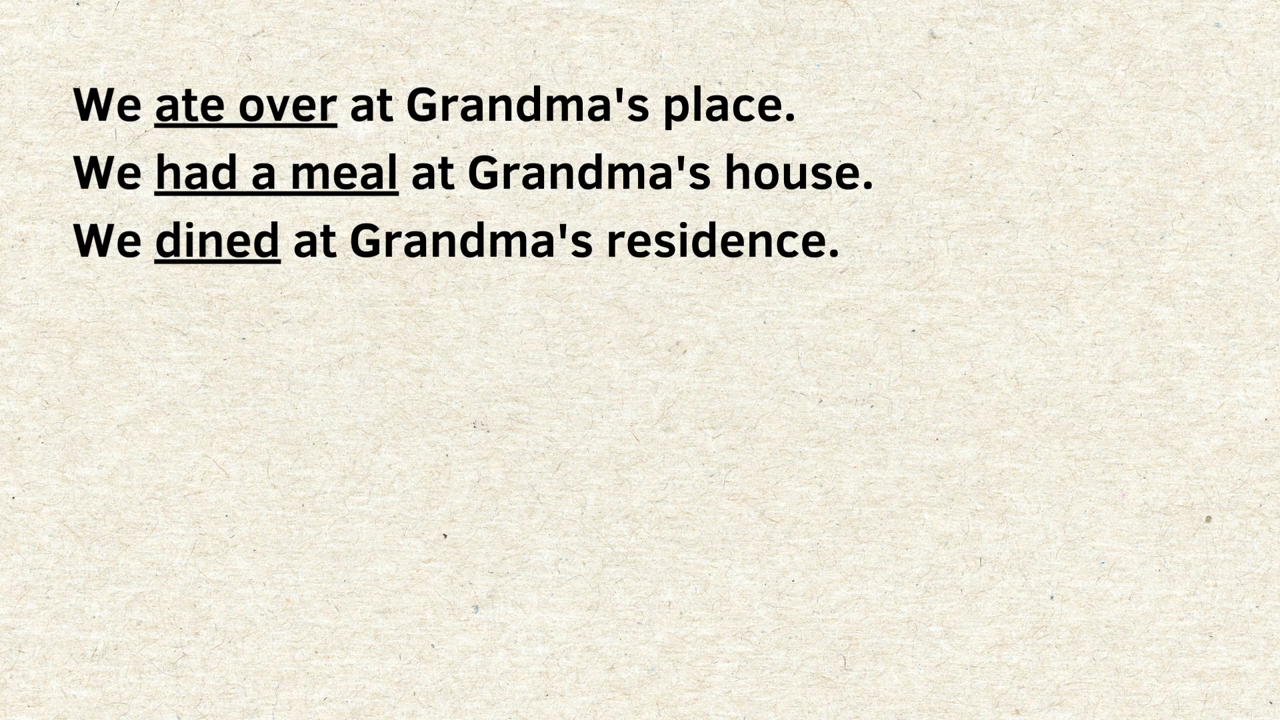 We ate over at Grandma's place.
We had a meal at Grandma's house.
We dined at Grandma's residence.